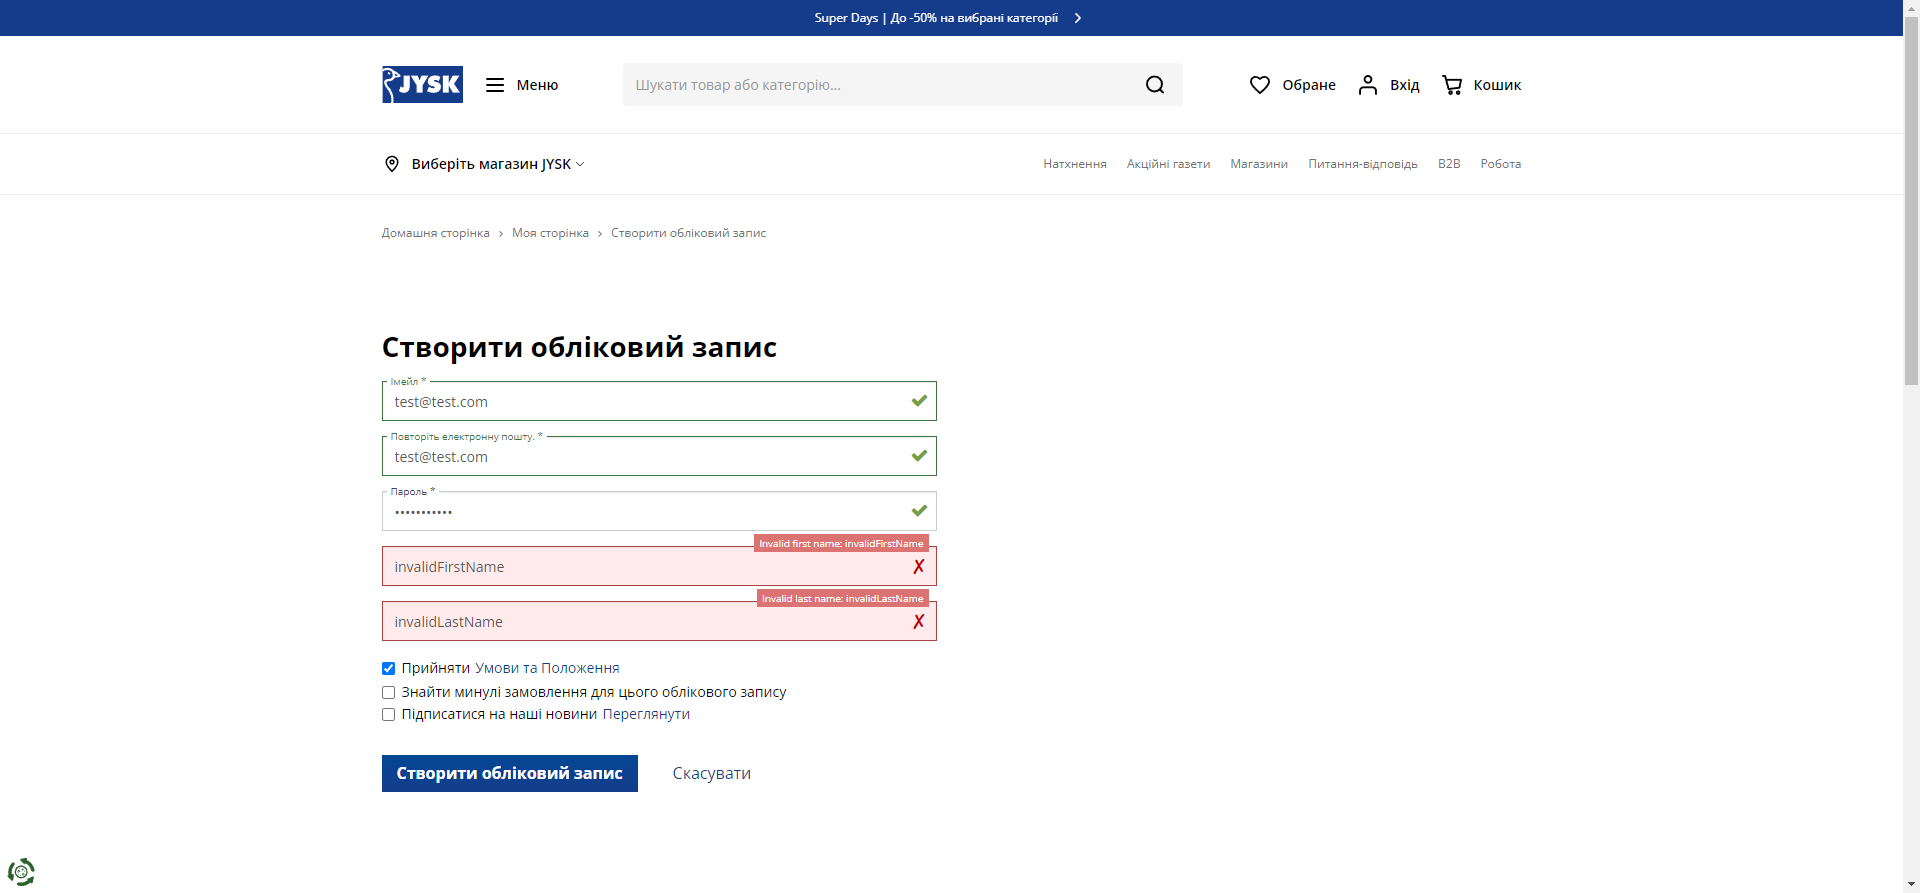 Super Days | До -50% на вибрані категорії
JYSK
Меню
Шукати товар або категорію...
Обране
Вхід
Кошик
Виберіть магазин JYSK
Натхнення
Акційні газети
Магазини
Питання-відповідь
B2B
Робота
Домашня сторінка
Моя сторінка
Створити обліковий запис
Створити обліковий запис
Імейл *
test@test.com
Повторіть електронну пошту. *
test@test.com
Пароль *
•••••••••••
Invalid first name: invalidFirstName
invalidFirstName
Invalid last name: invalidLastName
invalidLastName
Прийняти Умови та Положення
Знайти минулі замовлення для цього облікового запису
Підписатися на наші новини Переглянути
Створити обліковий запис
Скасувати